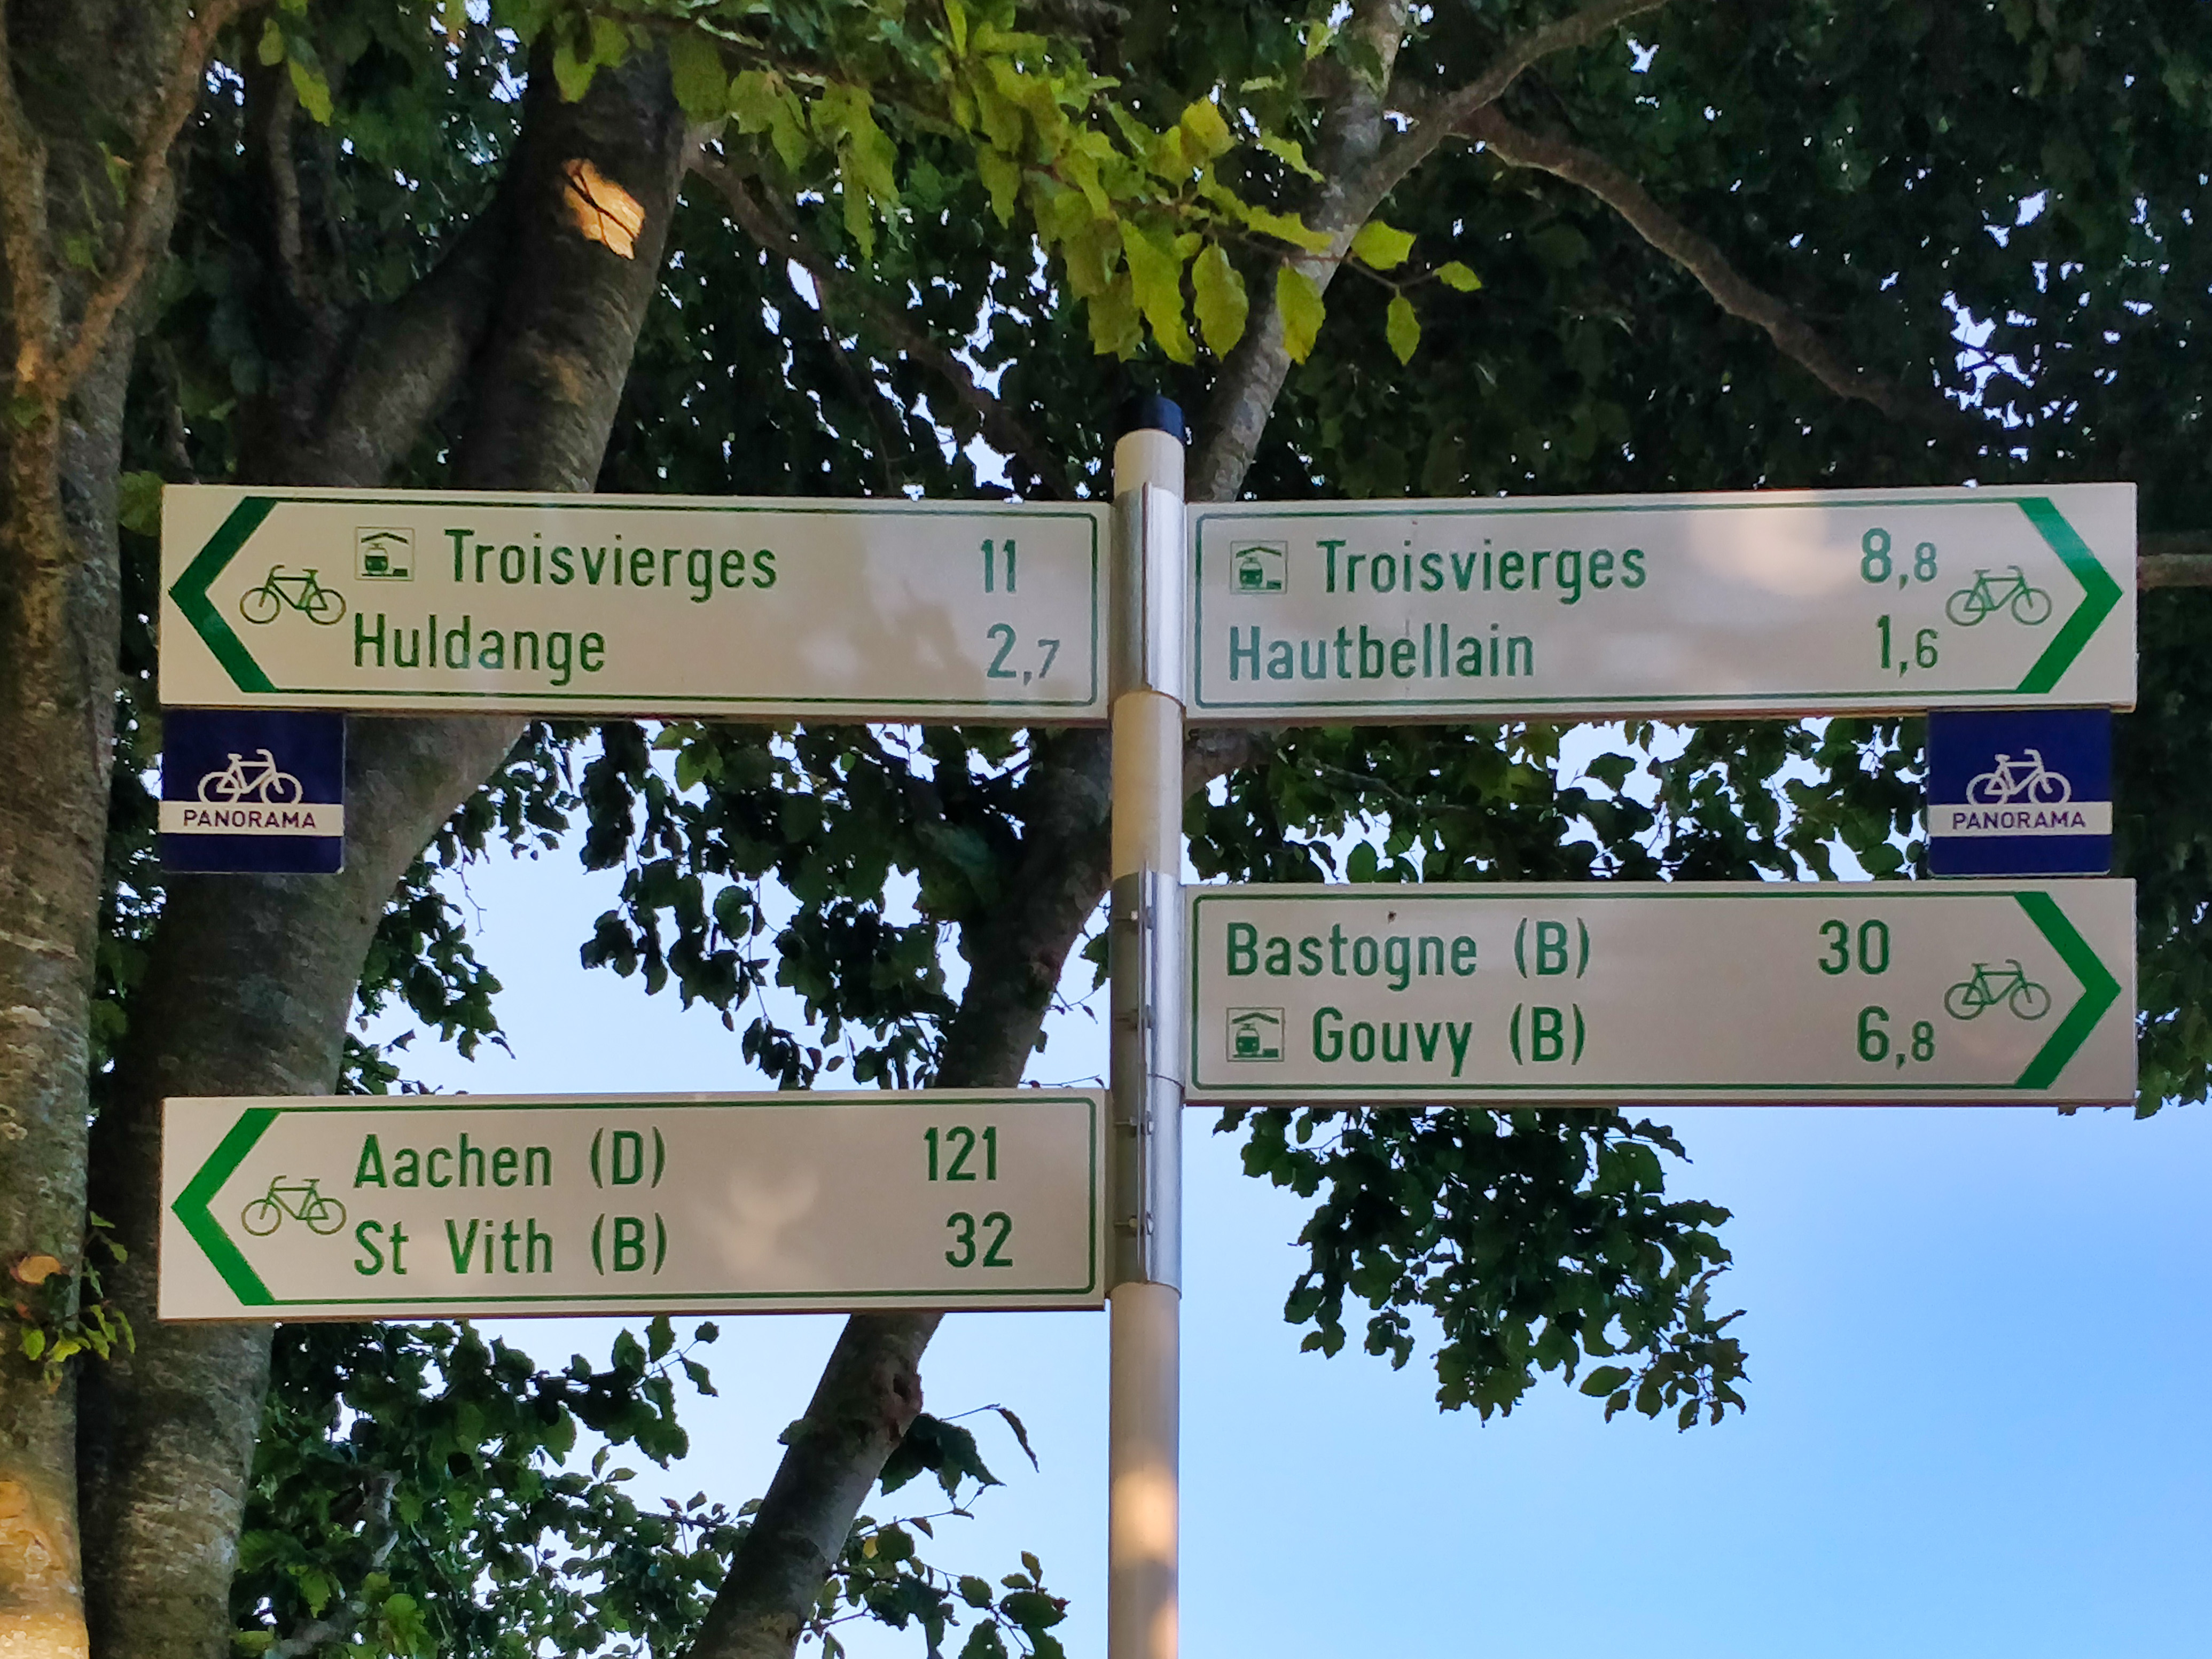 Troisvierges 11
Huldange 2,7
PANORAMA
Troisvierges 8,8
Hautbellain 1,6
PANORAMA
Bastogne (B) 30
Gouvy (B) 6,8
Aachen (D) 121
St Vith (B) 32